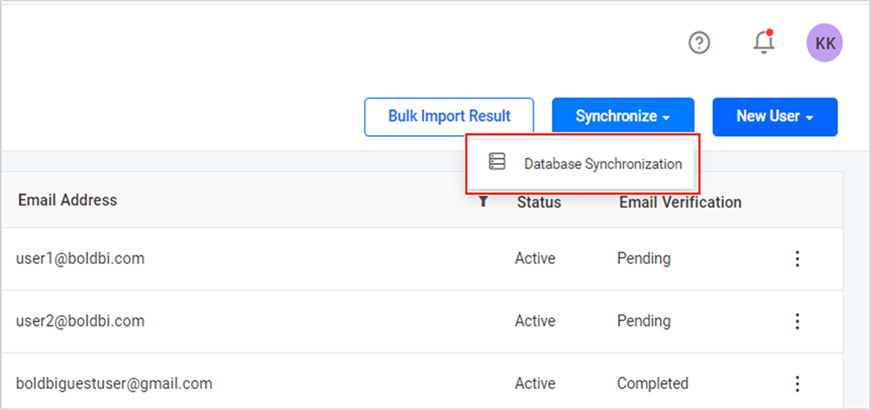 KK
Bulk Import Result
Synchronize
New User
Database Synchronization
Email Address Status Email Verification
user1@boldbi.com Active Pending
user2@boldbi.com Active Pending
boldbiguestuser@gmail.com Active Completed